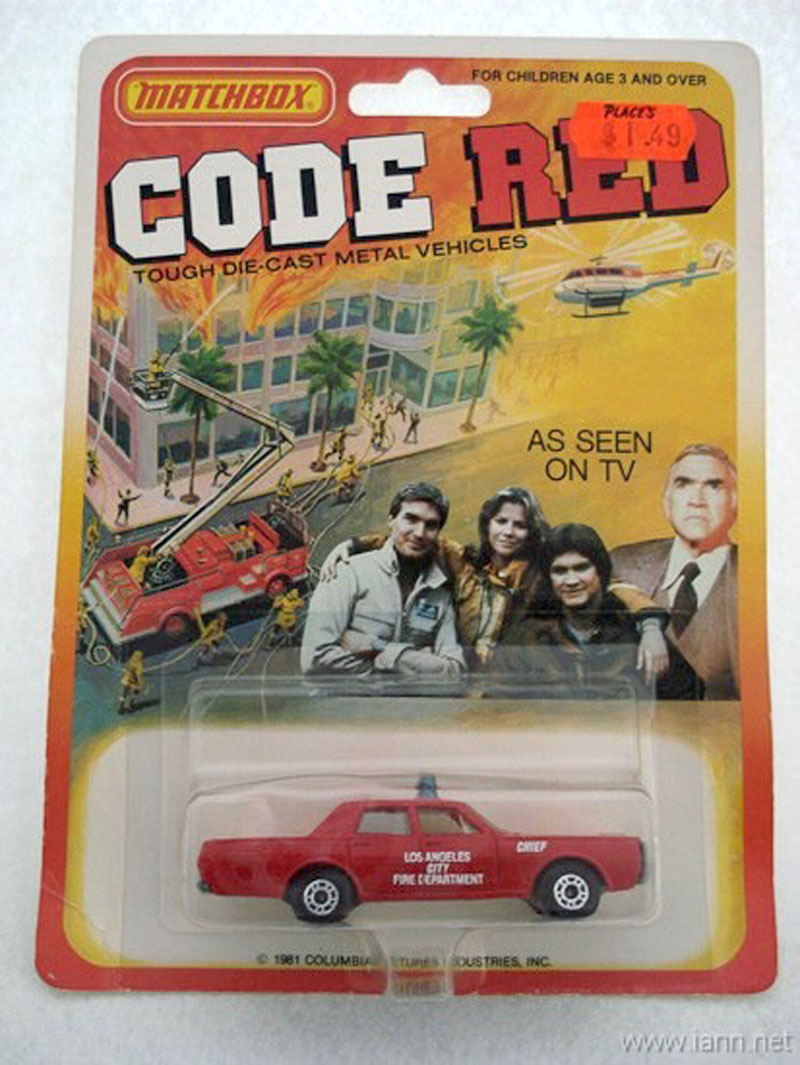 MATCHBOX®
FOR CHILDREN AGE 3 AND OVER
PLACE'S
$1.49
CODE RED
TOUGH DIE-CAST METAL VEHICLES
AS SEEN
ON TV
CHIEF
LOS ANGELES
CITY
FIRE DEPARTMENT
© 1981 COLUMBIA PICTURES INDUSTRIES, INC.
www.iann.net